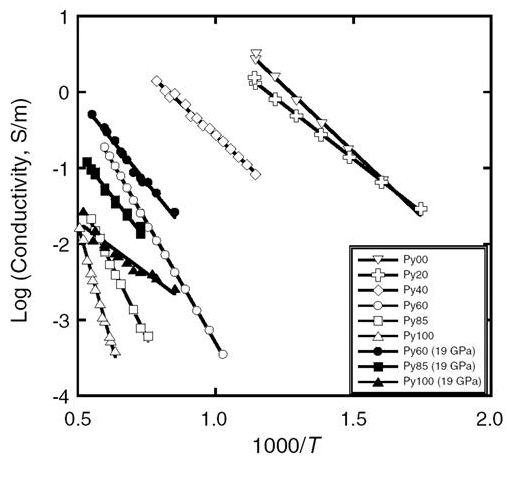 1
0
-1
-2
-3
-4
Log (Conductivity, S/m)
Py00
Py20
Py40
Py60
Py85
Py100
Py60 (19 GPa)
Py85 (19 GPa)
Py100 (19 GPa)
0.5 1.0 1.5 2.0
1000/T